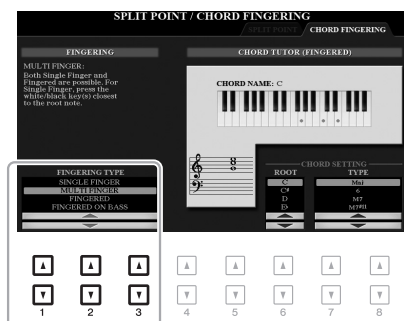 SPLIT POINT / CHORD FINGERING
SPLIT POINT
CHORD FINGERING
FINGERING
MULTI FINGER:
Both Single Finger and
Fingered are possible. For
Single Finger, press the
white/black key(s) closest
to the root note.
CHORD TUTOR (FINGERED)
CHORD NAME: C
FINGERING TYPE
SINGLE FINGER
MULTI FINGER
FINGERED
FINGERED ON BASS
CHORD SETTING
ROOT
C
C#
D
E♭
TYPE
Maj
6
M7
M7#11
1 2 3 4 5 6 7 8